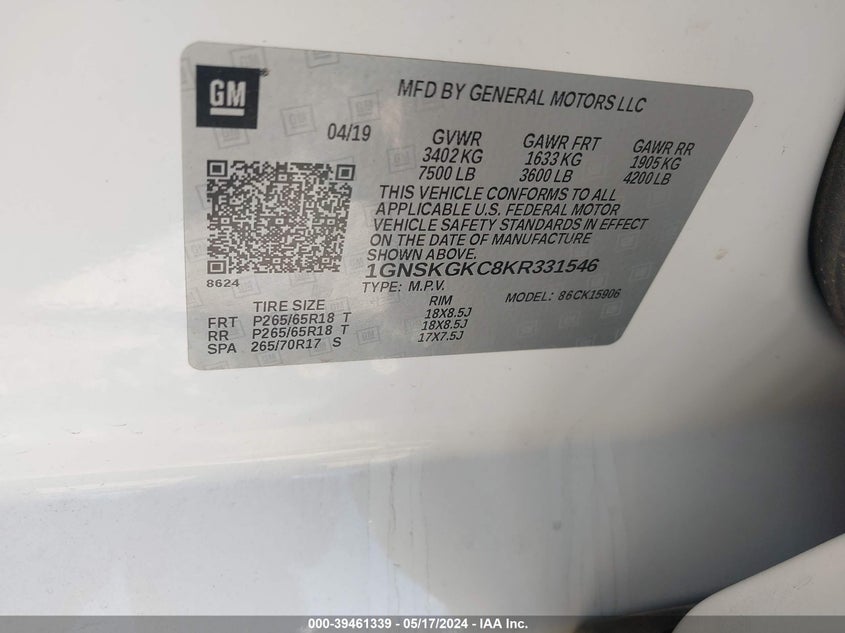 GM
MFD BY GENERAL MOTORS LLC
04/19 GVWR GAWR FRT GAWR RR
3402 KG 1633 KG 1905 KG
7500 LB 3600 LB 4200 LB
THIS VEHICLE CONFORMS TO ALL
APPLICABLE U.S. FEDERAL MOTOR
VEHICLE SAFETY STANDARDS IN EFFECT
ON THE DATE OF MANUFACTURE
SHOWN ABOVE.
8624
1GNSKGKC8KR331546
TYPE: M.P.V. MODEL: 86CK15906
TIRE SIZE RIM
FRT P265/65R18 T 18X8.5J
RR P265/65R18 T 18X8.5J
SPA 265/70R17 S 17X7.5J
000-39461339 - 05/17/2024 - IAA Inc.